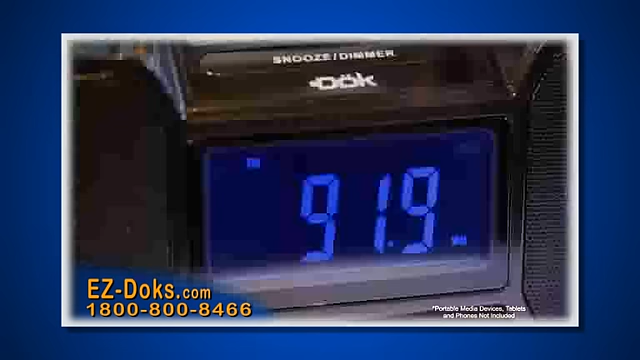 SNOOZE/DIMMER
Dök
91.9
EZ-Doks.com
1800-800-8466
*Portable Media Devices, Tablets
and Phones Not Included